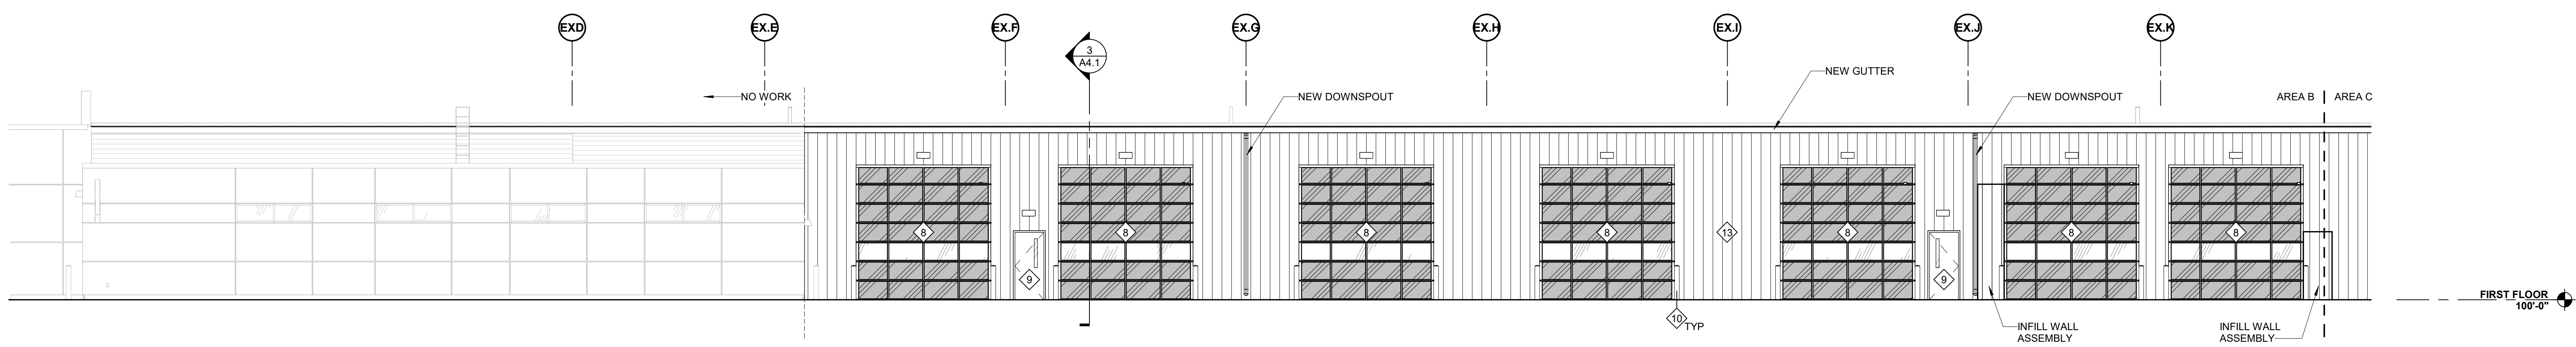 EXD
EX.E
EX.F
EX.G
EX.H
EX.I
EX.J
EX.K
3
A4.1
NEW GUTTER
NO WORK
NEW DOWNSPOUT
NEW DOWNSPOUT
AREA B
AREA C
8
8
8
8
13
8
8
8
9
9
FIRST FLOOR
100'-0"
10
TYP
INFILL WALL
ASSEMBLY
INFILL WALL
ASSEMBLY